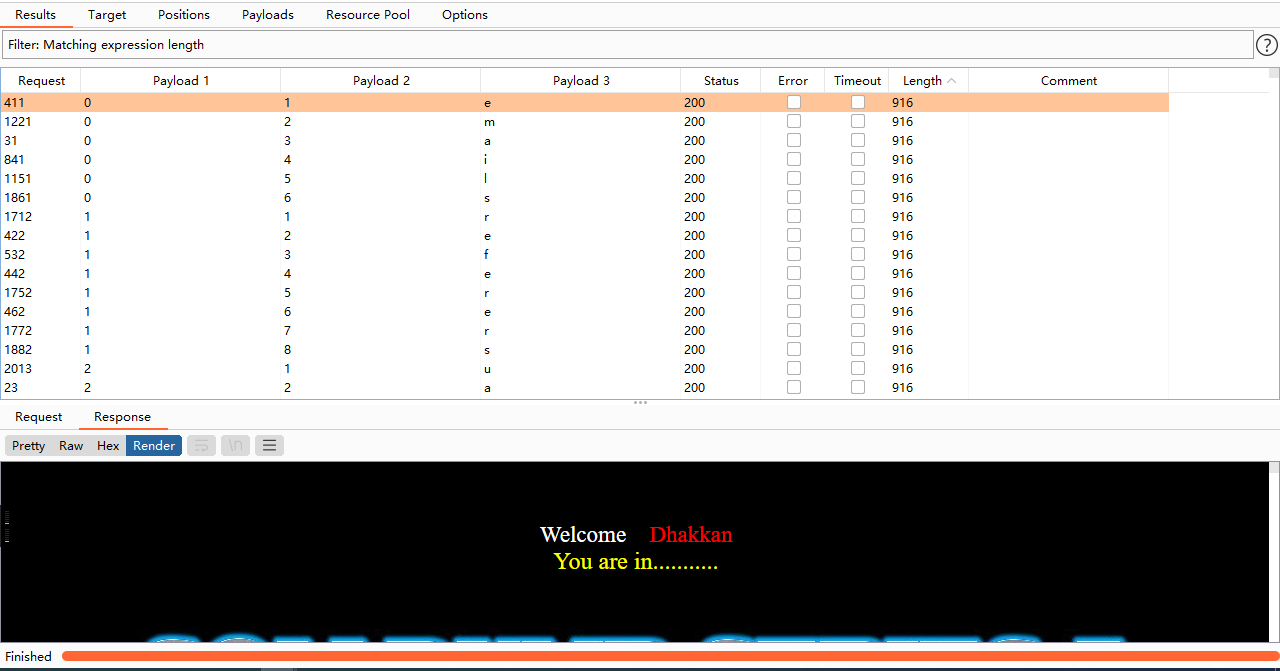 Results Target Positions Payloads Resource Pool Options
Filter: Matching expression length ?
Request Payload 1 Payload 2 Payload 3 Status Error Timeout Length Comment
411 0 1 e 200 916
1221 0 2 m 200 916
31 0 3 a 200 916
841 0 4 i 200 916
1151 0 5 l 200 916
1861 0 6 s 200 916
1712 1 1 r 200 916
422 1 2 e 200 916
532 1 3 f 200 916
442 1 4 e 200 916
1752 1 5 r 200 916
462 1 6 e 200 916
1772 1 7 r 200 916
1882 1 8 s 200 916
2013 2 1 u 200 916
23 2 2 a 200 916
Request Response
Pretty Raw Hex Render \n
Welcome Dhakkan
You are in...........
Finished